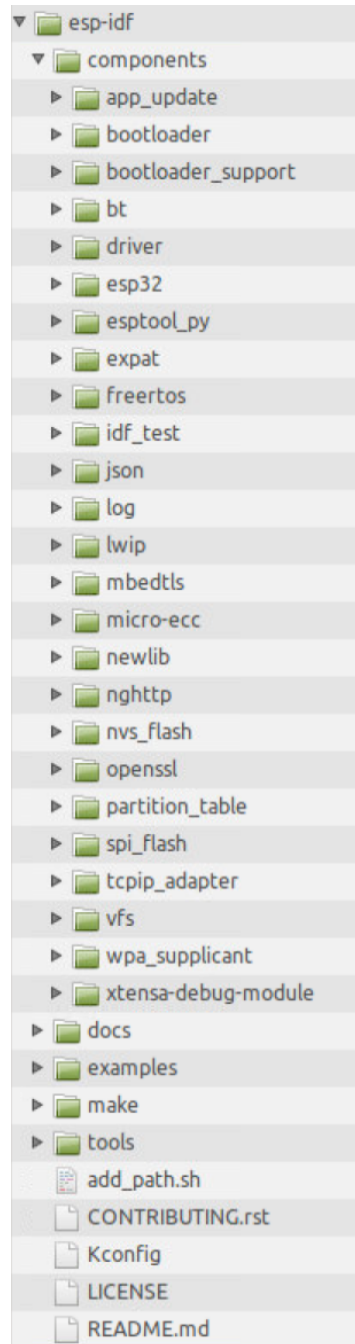 esp-idf
components
app_update
bootloader
bootloader_support
bt
driver
esp32
esptool_py
expat
freertos
idf_test
json
log
lwip
mbedtls
micro-ecc
newlib
nghttp
nvs_flash
openssl
partition_table
spi_flash
tcpip_adapter
vfs
wpa_supplicant
xtensa-debug-module
docs
examples
make
tools
add_path.sh
CONTRIBUTING.rst
Kconfig
LICENSE
README.md